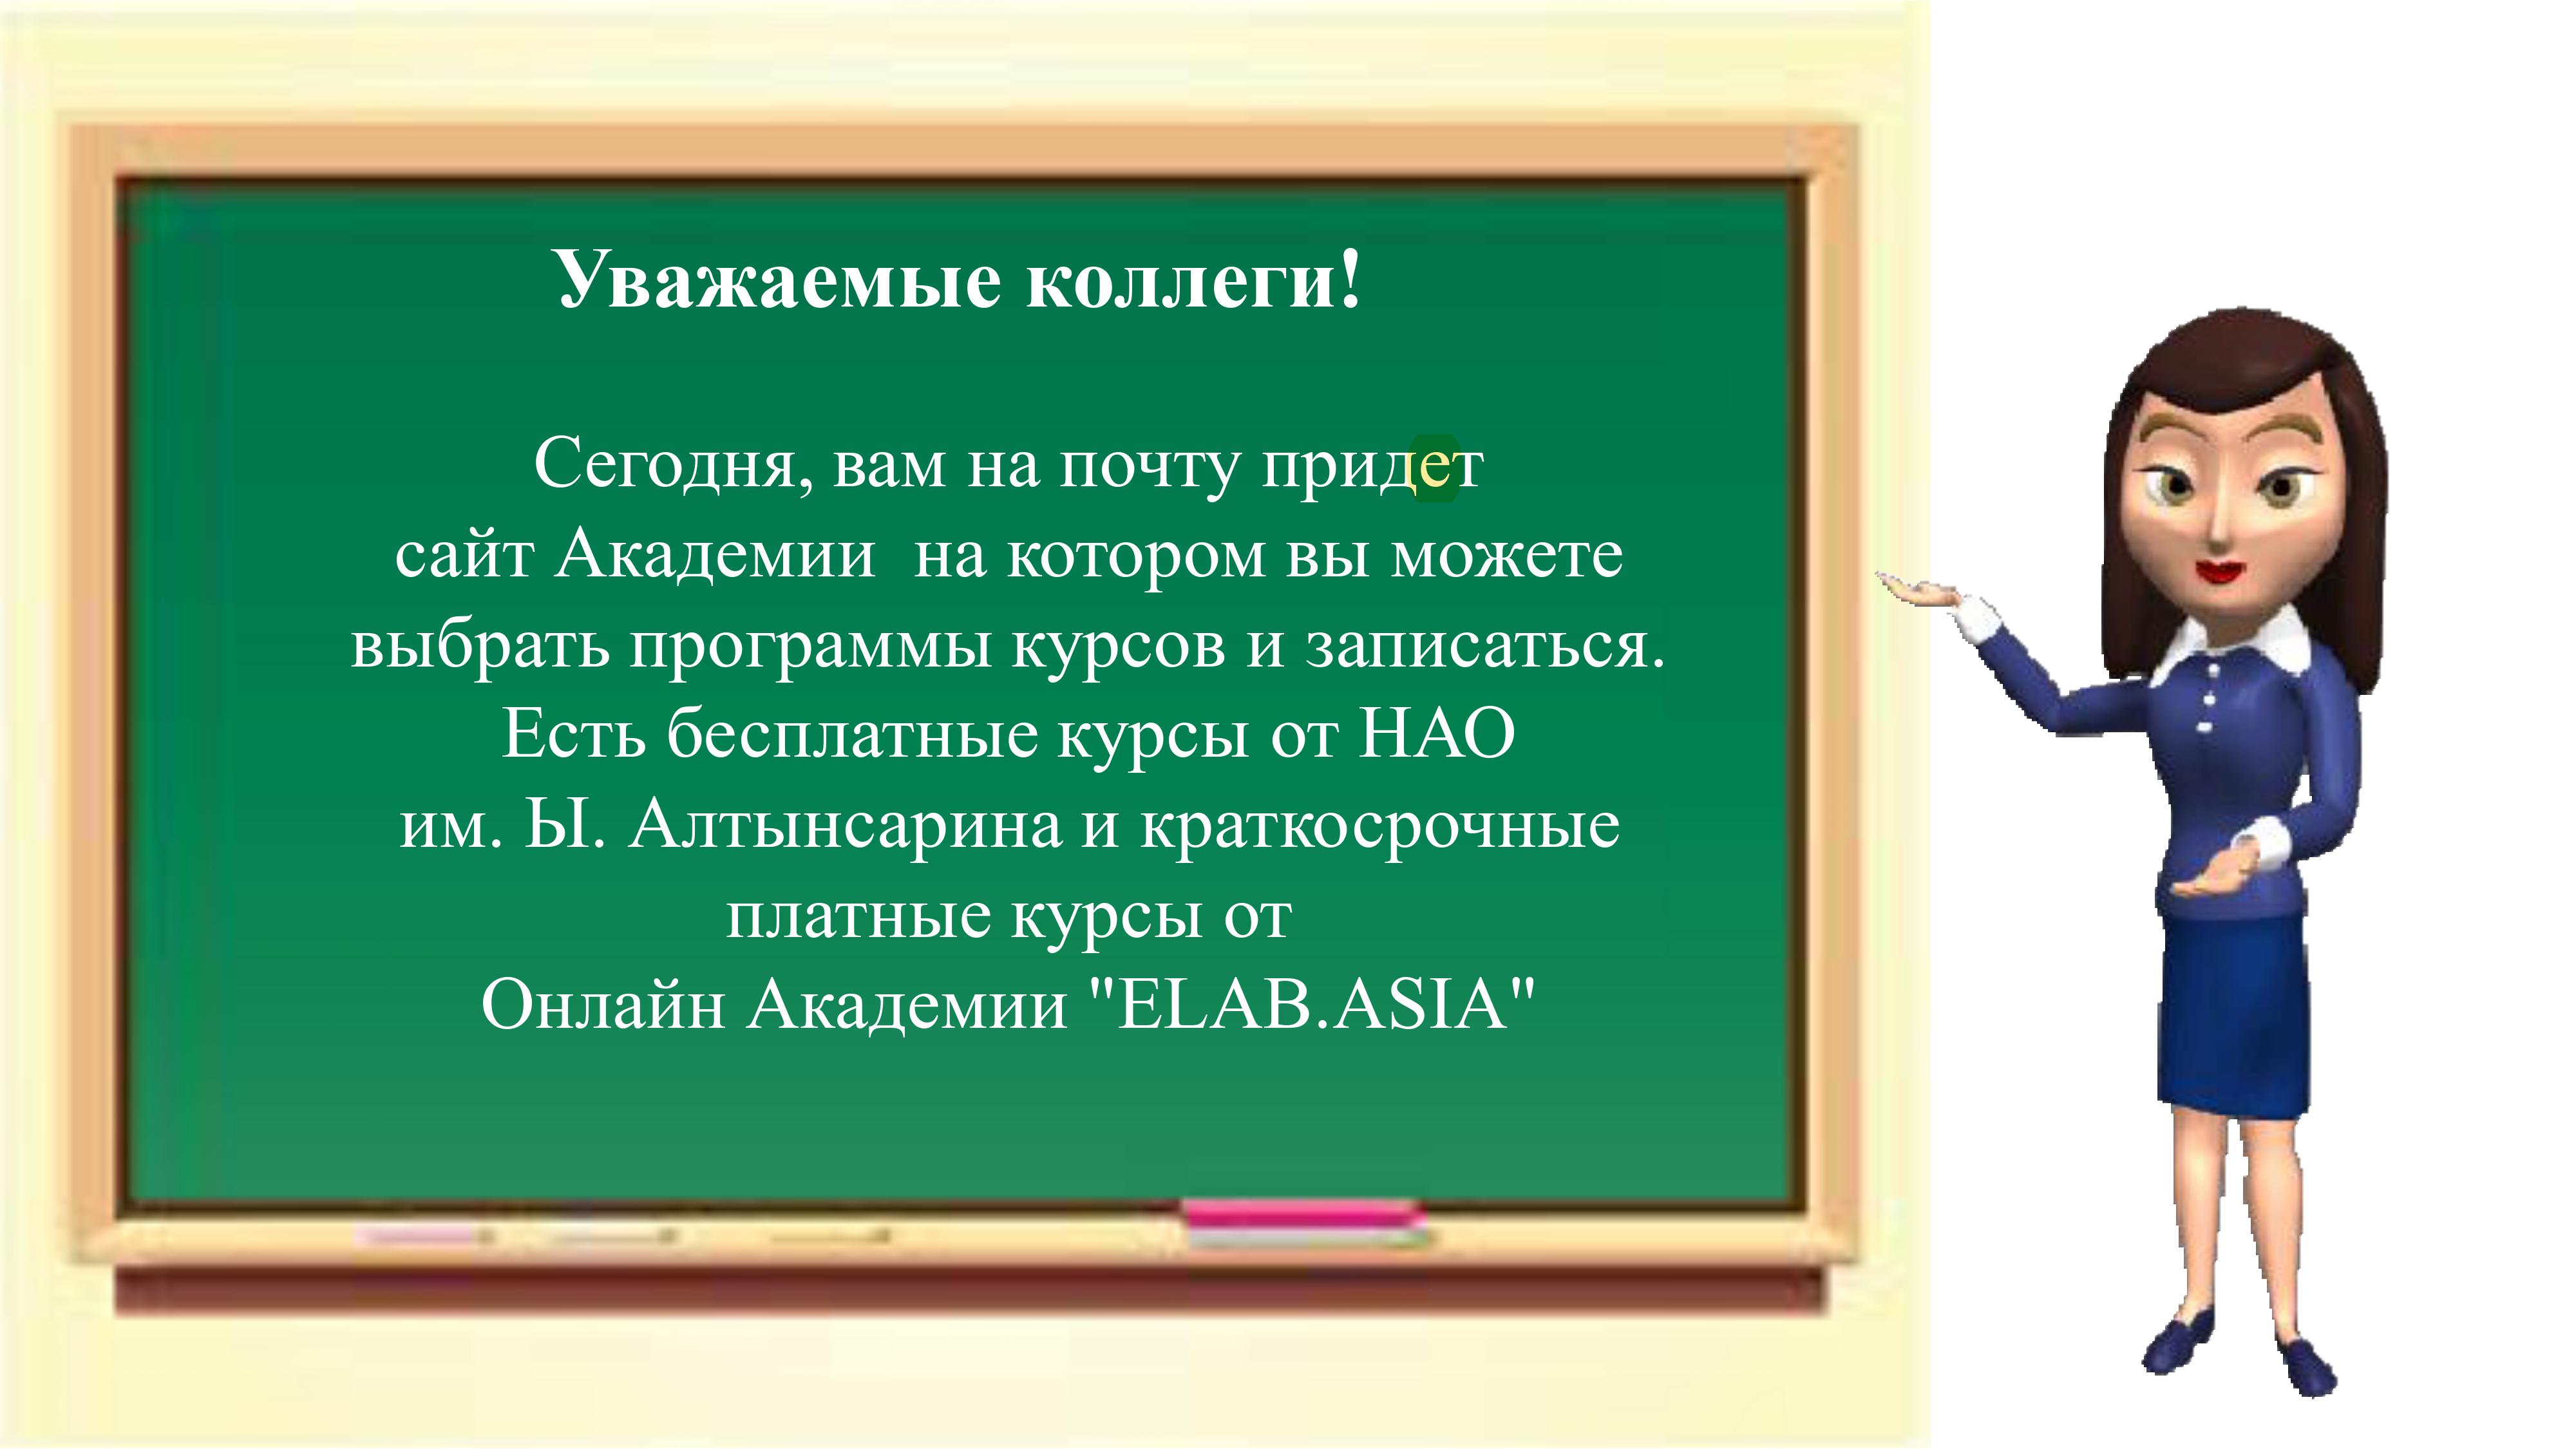 Уважаемые коллеги!
Сегодня, вам на почту придет
сайт Академии  на котором вы можете
выбрать программы курсов и записаться.
Есть бесплатные курсы от НАО
им. Ы. Алтынсарина и краткосрочные
платные курсы от
Онлайн Академии "ELAB.ASIA"